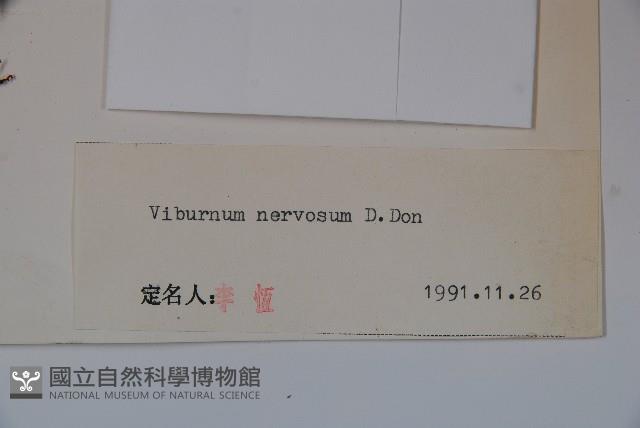 Viburnum nervosum D.Don
定名人:李恆 1991.11.26
國立自然科學博物館
NATIONAL MUSEUM OF NATURAL SCIENCE